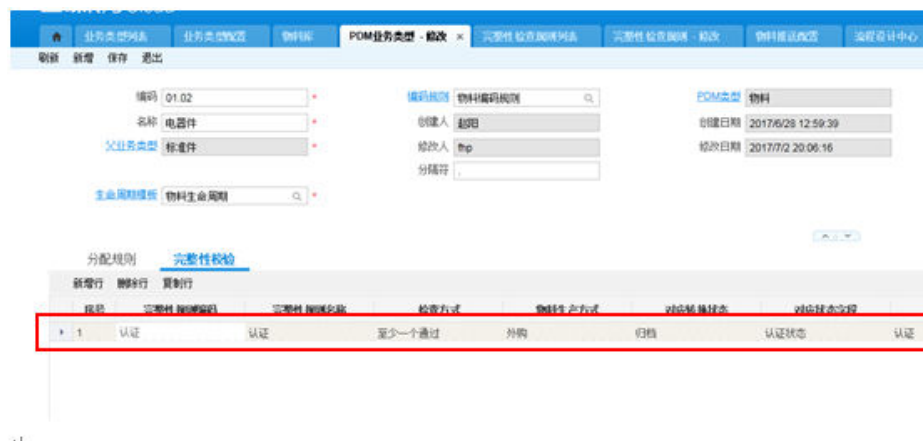 业务类型列表 业务类型配置 物料库 PDM业务类型 - 修改 × 完整性检查规则列表 完整性检查规则 - 修改 物料推送配置 流程设计中心
刷新 新增 保存 退出
编码 01.02 * 编码规则 物料编码规则 PDM类型 物料
名称 电器件 * 创建人 赵阳 创建日期 2017/6/28 12:59:39
父业务类型 标准件 * 修改人 fhp 修改日期 2017/7/2 20:06:16
分隔符 .
生命周期模板 物料生命周期 *
分配规则 完整性校验
新增行 删除行 复制行
序号 完整性规则编码 完整性规则名称 检查方式 物料生产方式 对应转换状态 对应状态字段
1 认证 认证 至少一个通过 外购 归档 认证状态 认证